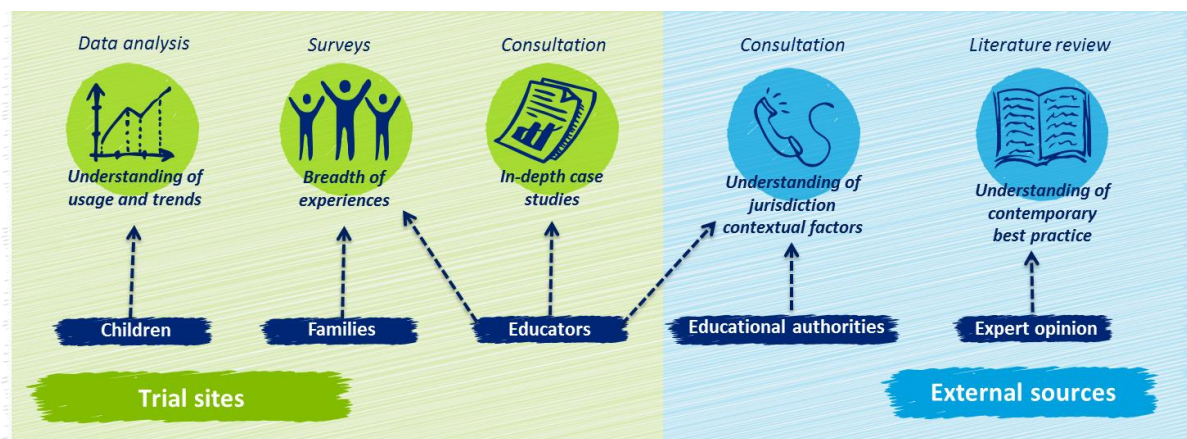 Data analysis
Surveys
Consultation
Consultation
Literature review
Understanding of
usage and trends
Breadth of
experiences
In-depth case
studies
Understanding of
jurisdiction
contextual factors
Understanding of
contemporary
best practice
Children
Families
Educators
Educational authorities
Expert opinion
Trial sites
External sources